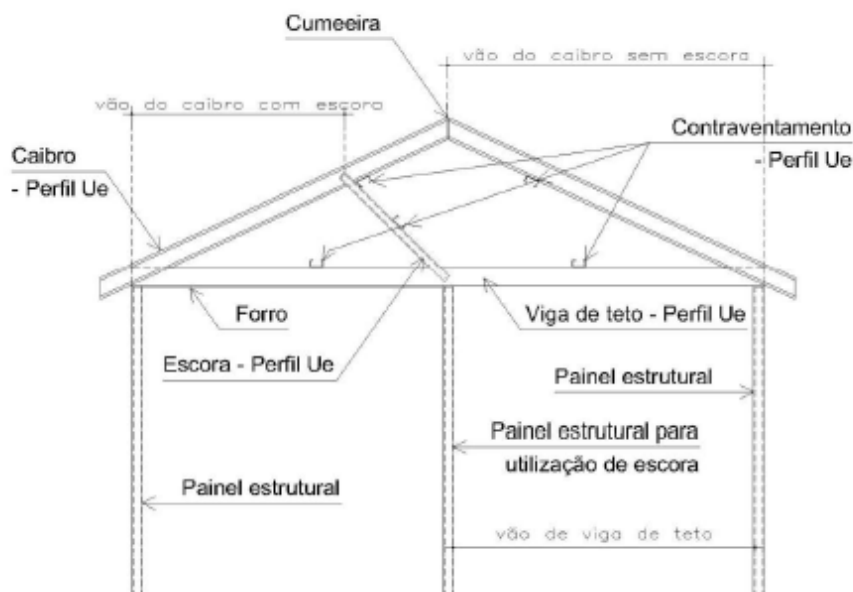 Cumeeira
vão do caibro sem escora
vão do caibro com escora
Contraventamento
- Perfil Ue
Caibro
- Perfil Ue
Forro
Viga de teto - Perfil Ue
Escora - Perfil Ue
Painel estrutural
Painel estrutural para
utilização de escora
Painel estrutural
vão de viga de teto